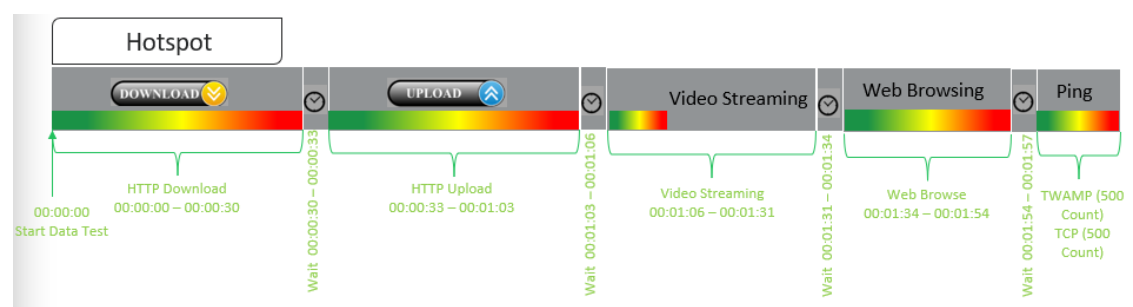 Hotspot
DOWNLOAD
UPLOAD
Video Streaming
Web Browsing
Ping
HTTP Download
00:00:00 – 00:00:30
Wait 00:00:30 – 00:00:33
HTTP Upload
00:00:33 – 00:01:03
Wait 00:01:03 – 00:01:06
Video Streaming
00:01:06 – 00:01:31
Wait 00:01:31 – 00:01:34
Web Browse
00:01:34 – 00:01:54
Wait 00:01:54 – 00:01:57
TWAMP (500
Count)
TCP (500
Count)
00:00:00
Start Data Test